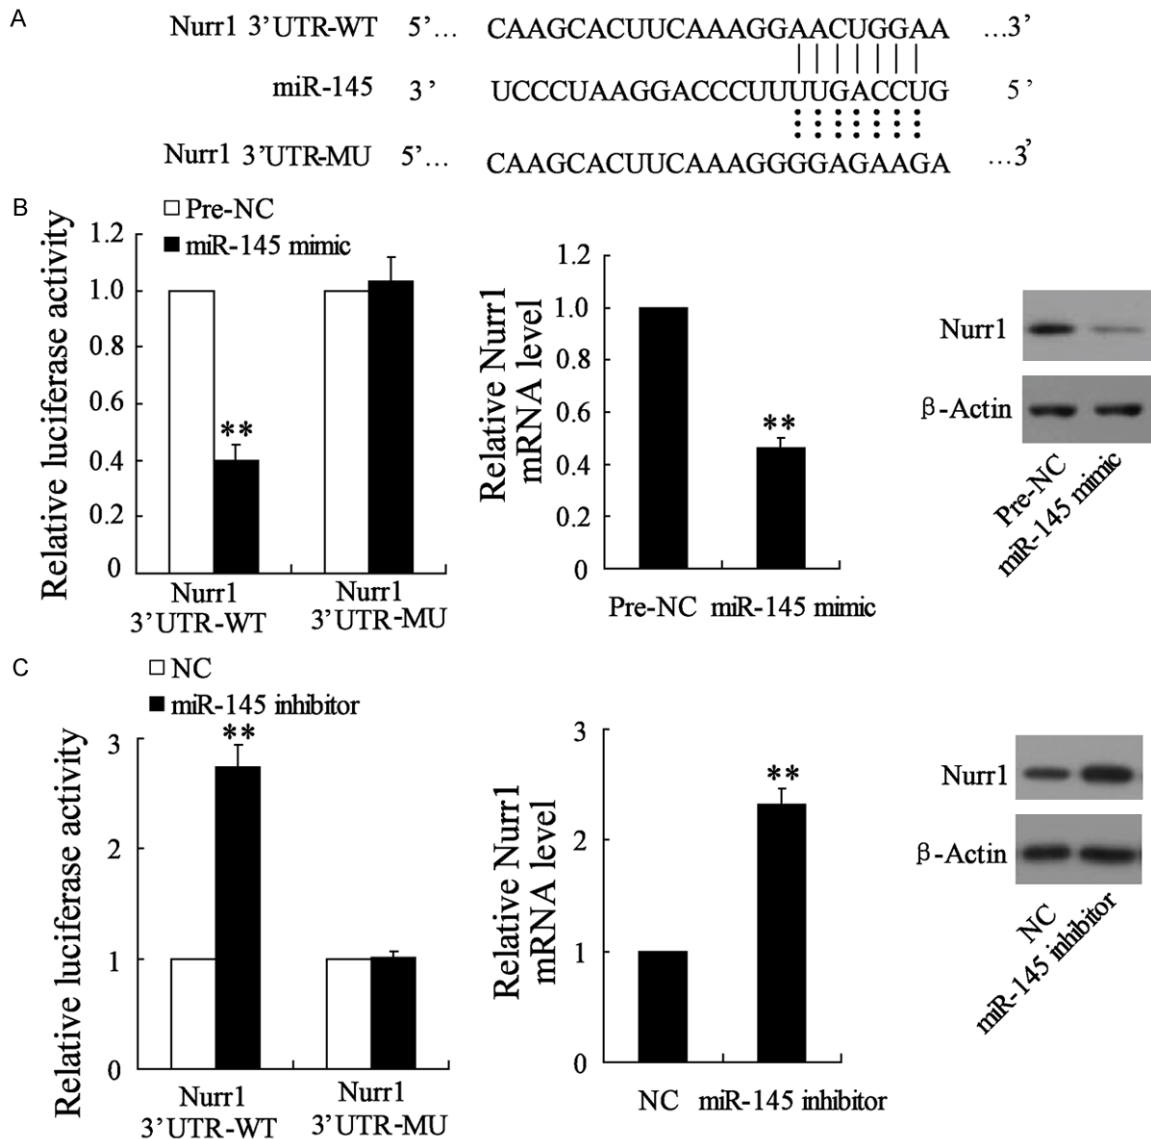 A
Nurr1 3’UTR-WT 5’… CAAGCACUUCAAAGGAACUGGAA …3’
miR-145 3’ UCCCUAAGGACCCUUUUGACCUG 5’
Nurr1 3’UTR-MU 5’… CAAGCACUUCAAAGGGGAGAAGA …3’
B
Pre-NC
miR-145 mimic
Relative luciferase activity
1.2
1.0
0.8
0.6
0.4
0.2
0
**
Nurr1
3’UTR-WT
Nurr1
3’UTR-MU
Relative Nurr1
mRNA level
1.2
1.0
0.8
0.6
0.4
0.2
0
**
Pre-NC miR-145 mimic
Nurr1
β-Actin
Pre-NC
miR-145 mimic
C
NC
miR-145 inhibitor
Relative luciferase activity
3
2
1
0
**
Nurr1
3’UTR-WT
Nurr1
3’UTR-MU
Relative Nurr1
mRNA level
3
2
1
0
**
NC miR-145 inhibitor
Nurr1
β-Actin
NC
miR-145 inhibitor